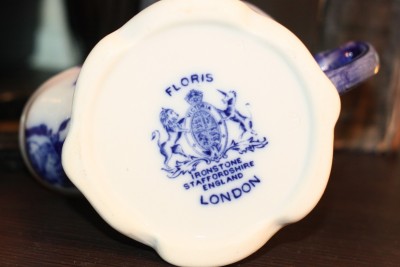 FLORIS
IRONSTONE
STAFFORDSHIRE
ENGLAND
LONDON